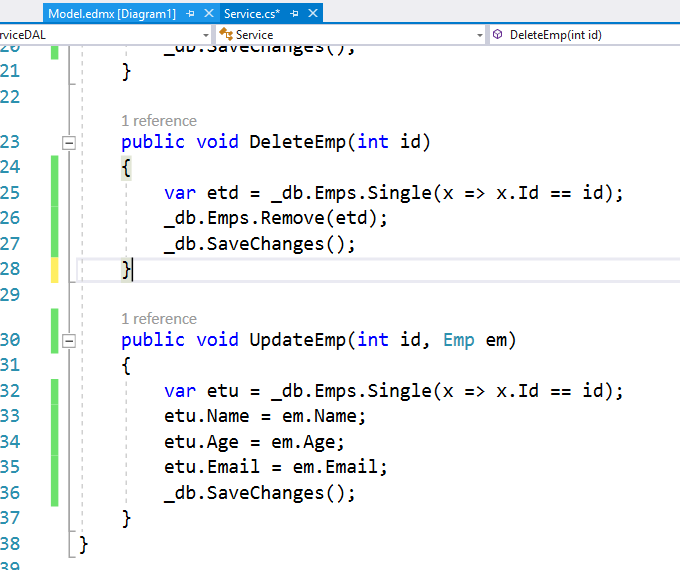 Model.edmx [Diagram1] Service.cs*
rviceDAL Service DeleteEmp(int id)
20 _db.SaveChanges();
21 }
22
1 reference
23 public void DeleteEmp(int id)
24 {
25 var etd = _db.Emps.Single(x => x.Id == id);
26 _db.Emps.Remove(etd);
27 _db.SaveChanges();
28 }
29
1 reference
30 public void UpdateEmp(int id, Emp em)
31 {
32 var etu = _db.Emps.Single(x => x.Id == id);
33 etu.Name = em.Name;
34 etu.Age = em.Age;
35 etu.Email = em.Email;
36 _db.SaveChanges();
37 }
38 }
39